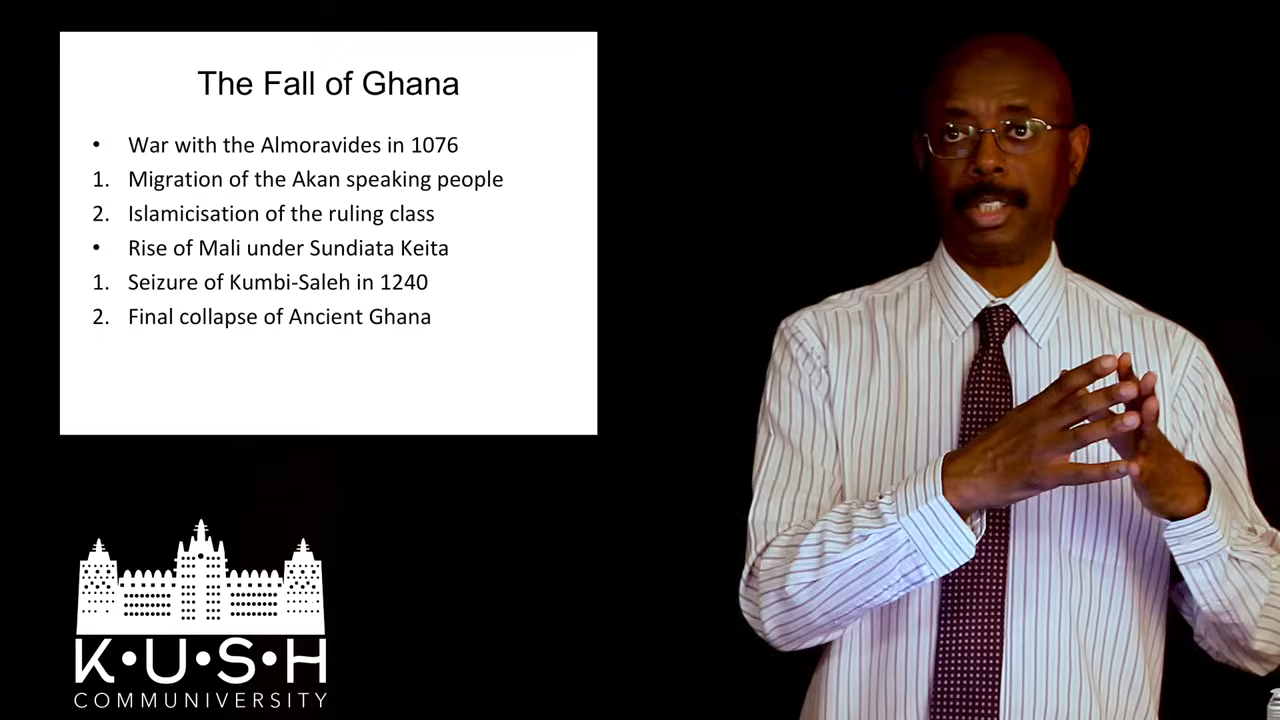 The Fall of Ghana
• War with the Almoravides in 1076
1. Migration of the Akan speaking people
2. Islamicisation of the ruling class
• Rise of Mali under Sundiata Keita
1. Seizure of Kumbi-Saleh in 1240
2. Final collapse of Ancient Ghana
K•U•S•H
COMMUNIVERSITY